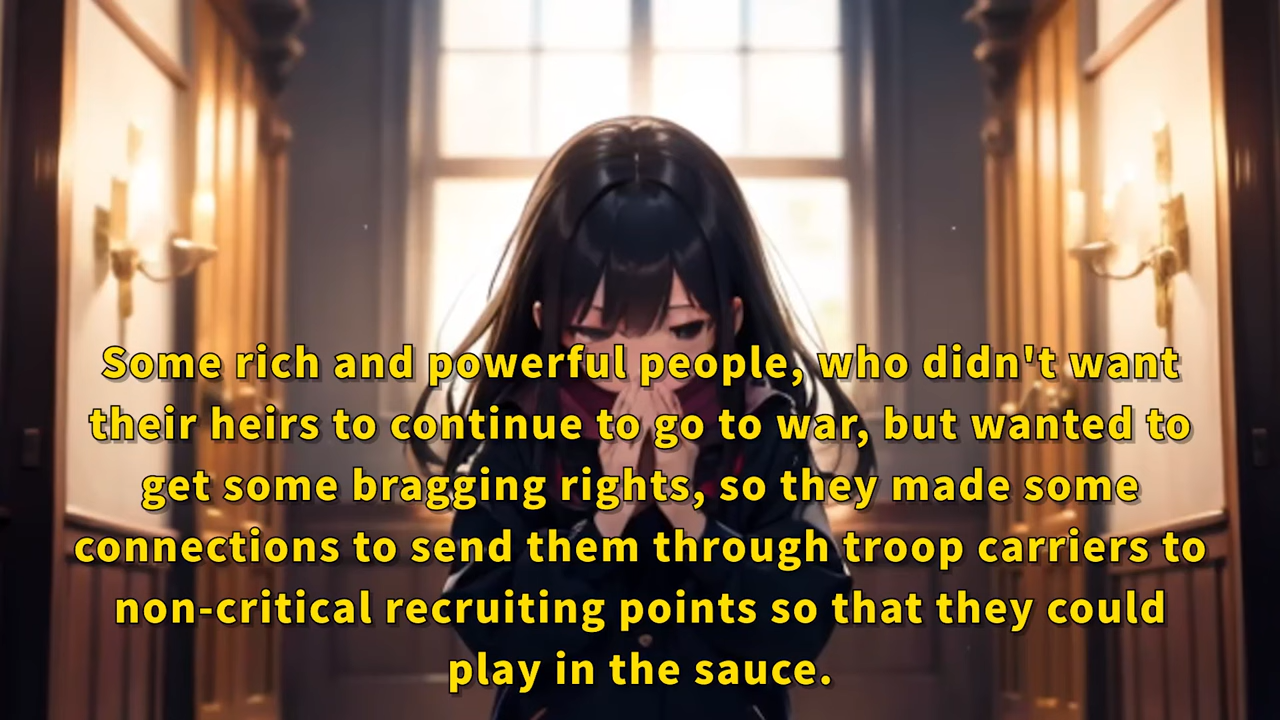 Some rich and powerful people, who didn't want
their heirs to continue to go to war, but wanted to
get some bragging rights, so they made some
connections to send them through troop carriers to
non-critical recruiting points so that they could
play in the sauce.